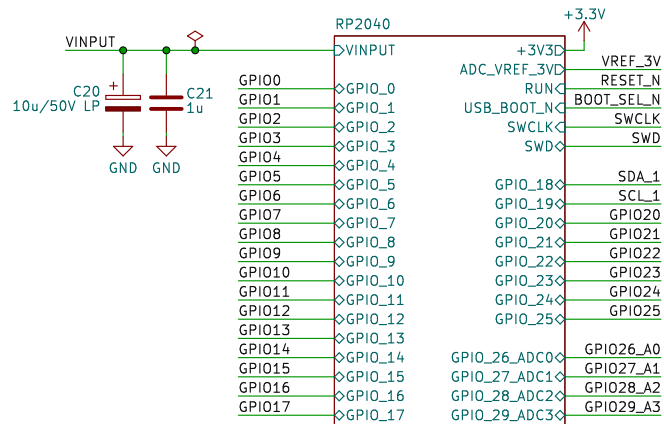 RP2040
+3.3V
VINPUT
VINPUT
+3V3
VREF_3V
ADC_VREF_3V
RESET_N
RUN
BOOT_SEL_N
USB_BOOT_N
SWCLK
SWCLK
SWD
SWD
+
C20
10u/50V LP
C21
1u
GND
GND
GPIO0
GPIO_0
GPIO1
GPIO_1
GPIO2
GPIO_2
GPIO3
GPIO_3
GPIO4
GPIO_4
GPIO5
GPIO_5
GPIO6
GPIO_6
GPIO7
GPIO_7
GPIO8
GPIO_8
GPIO9
GPIO_9
GPIO10
GPIO_10
GPIO11
GPIO_11
GPIO12
GPIO_12
GPIO13
GPIO_13
GPIO14
GPIO_14
GPIO15
GPIO_15
GPIO16
GPIO_16
GPIO17
GPIO_17
GPIO_18
SDA_1
GPIO_19
SCL_1
GPIO_20
GPIO20
GPIO_21
GPIO21
GPIO_22
GPIO22
GPIO_23
GPIO23
GPIO_24
GPIO24
GPIO_25
GPIO25
GPIO_26_ADC0
GPIO26_A0
GPIO_27_ADC1
GPIO27_A1
GPIO_28_ADC2
GPIO28_A2
GPIO_29_ADC3
GPIO29_A3